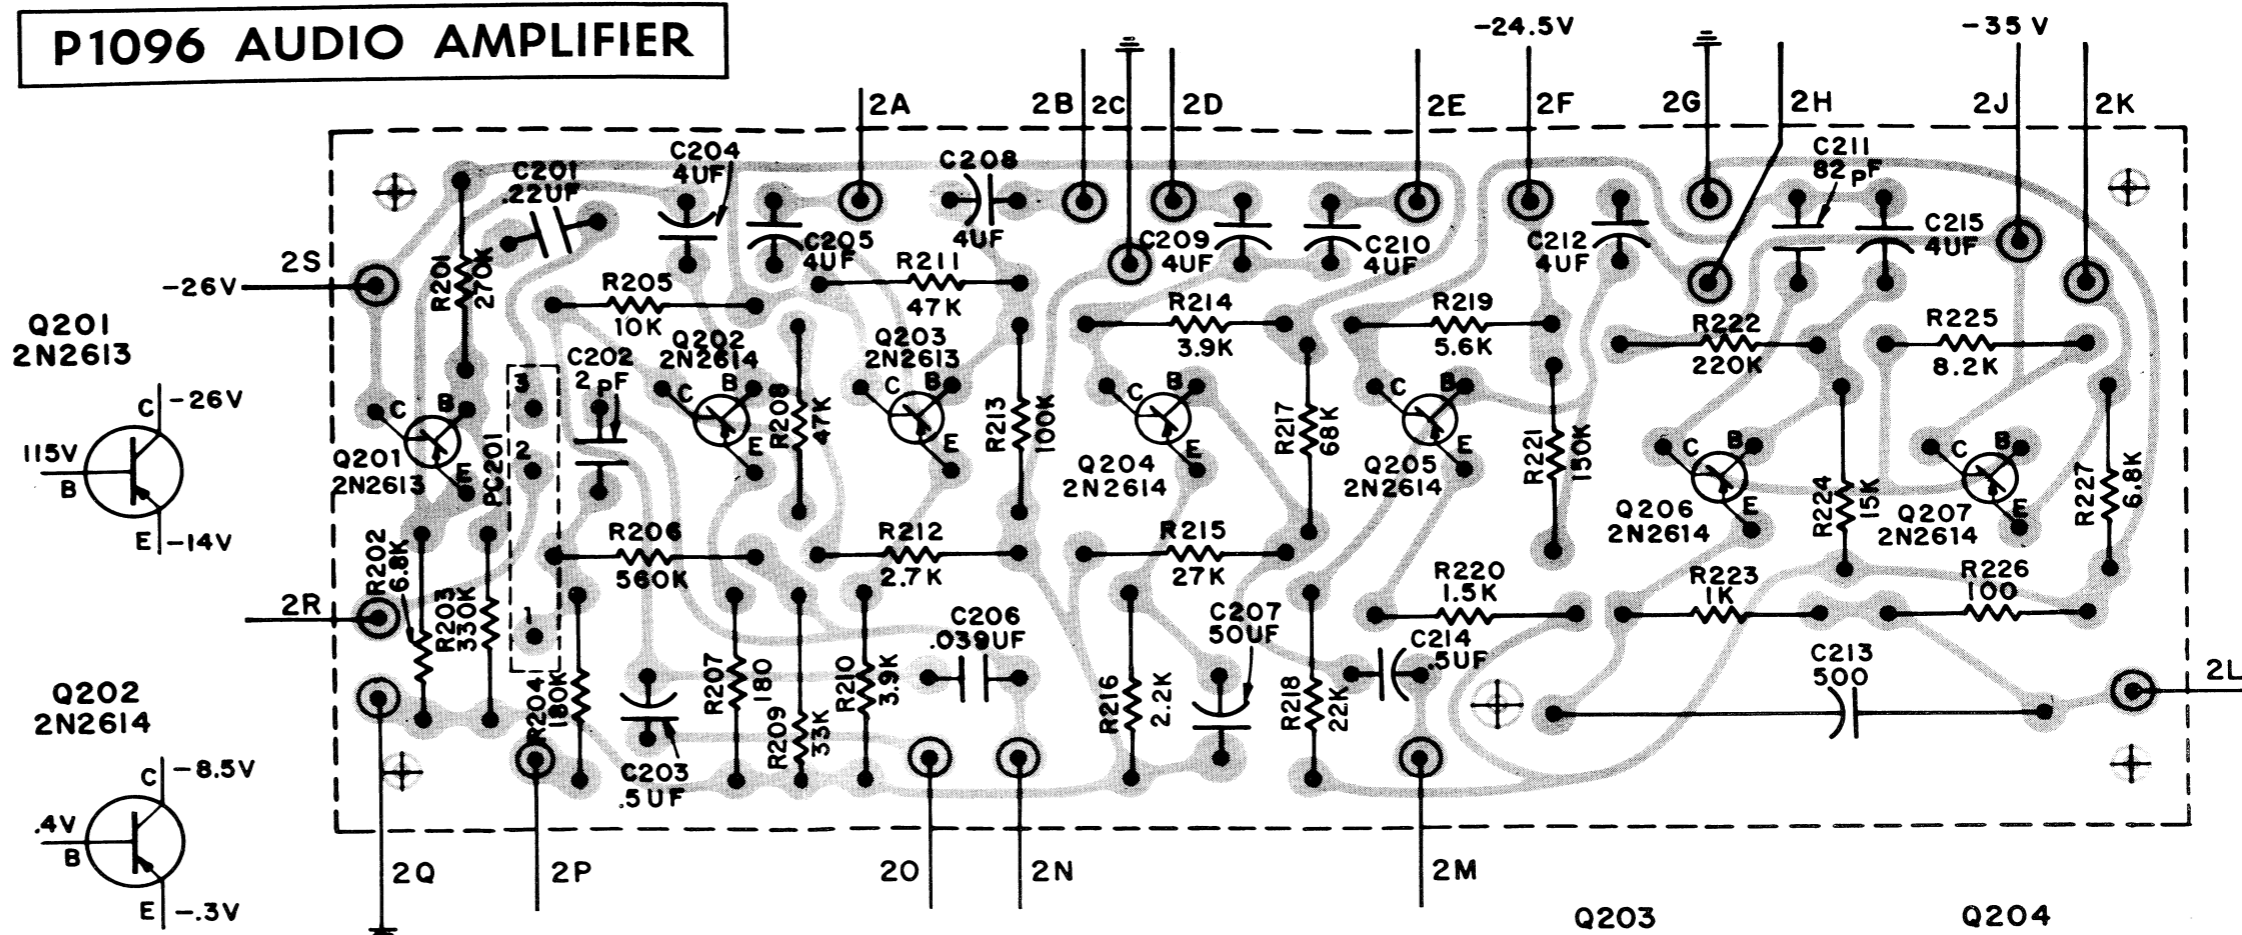 P1096 AUDIO AMPLIFIER
-24.5V
-35 V
2A
2B
2C
2D
2E
2F
2G
2H
2J
2K
C201
.22UF
C204
4UF
C208
4UF
C211
82pF
C205
4UF
C209
4UF
C210
4UF
C212
4UF
C215
4UF
2S
-26V
R201
270K
R205
10K
R211
47K
R214
3.9K
R219
5.6K
R222
220K
R225
8.2K
Q201
2N2613
C
-26V
115V
B
E
-14V
C202
2pF
Q202
2N2614
Q203
2N2613
3
2
1
PC201
C
B
E
Q201
2N2613
C
B
E
R208
47K
C
B
E
R213
100K
C
B
E
Q204
2N2614
R217
68K
C
B
E
Q205
2N2614
R221
150K
C
B
E
Q206
2N2614
R224
15K
C
B
E
Q207
2N2614
R227
6.8K
R202
6.8K
R203
330K
R206
560K
R212
2.7K
R215
27K
R220
1.5K
R223
1K
R226
100
2R
R204
180K
C203
.5UF
R207
180
R209
33K
R210
3.9K
C206
.039UF
R216
2.2K
C207
50UF
R218
22K
C214
.5UF
C213
500
2L
Q202
2N2614
C
-8.5V
.4V
B
E
-.3V
2Q
2P
2O
2N
2M
Q203
Q204